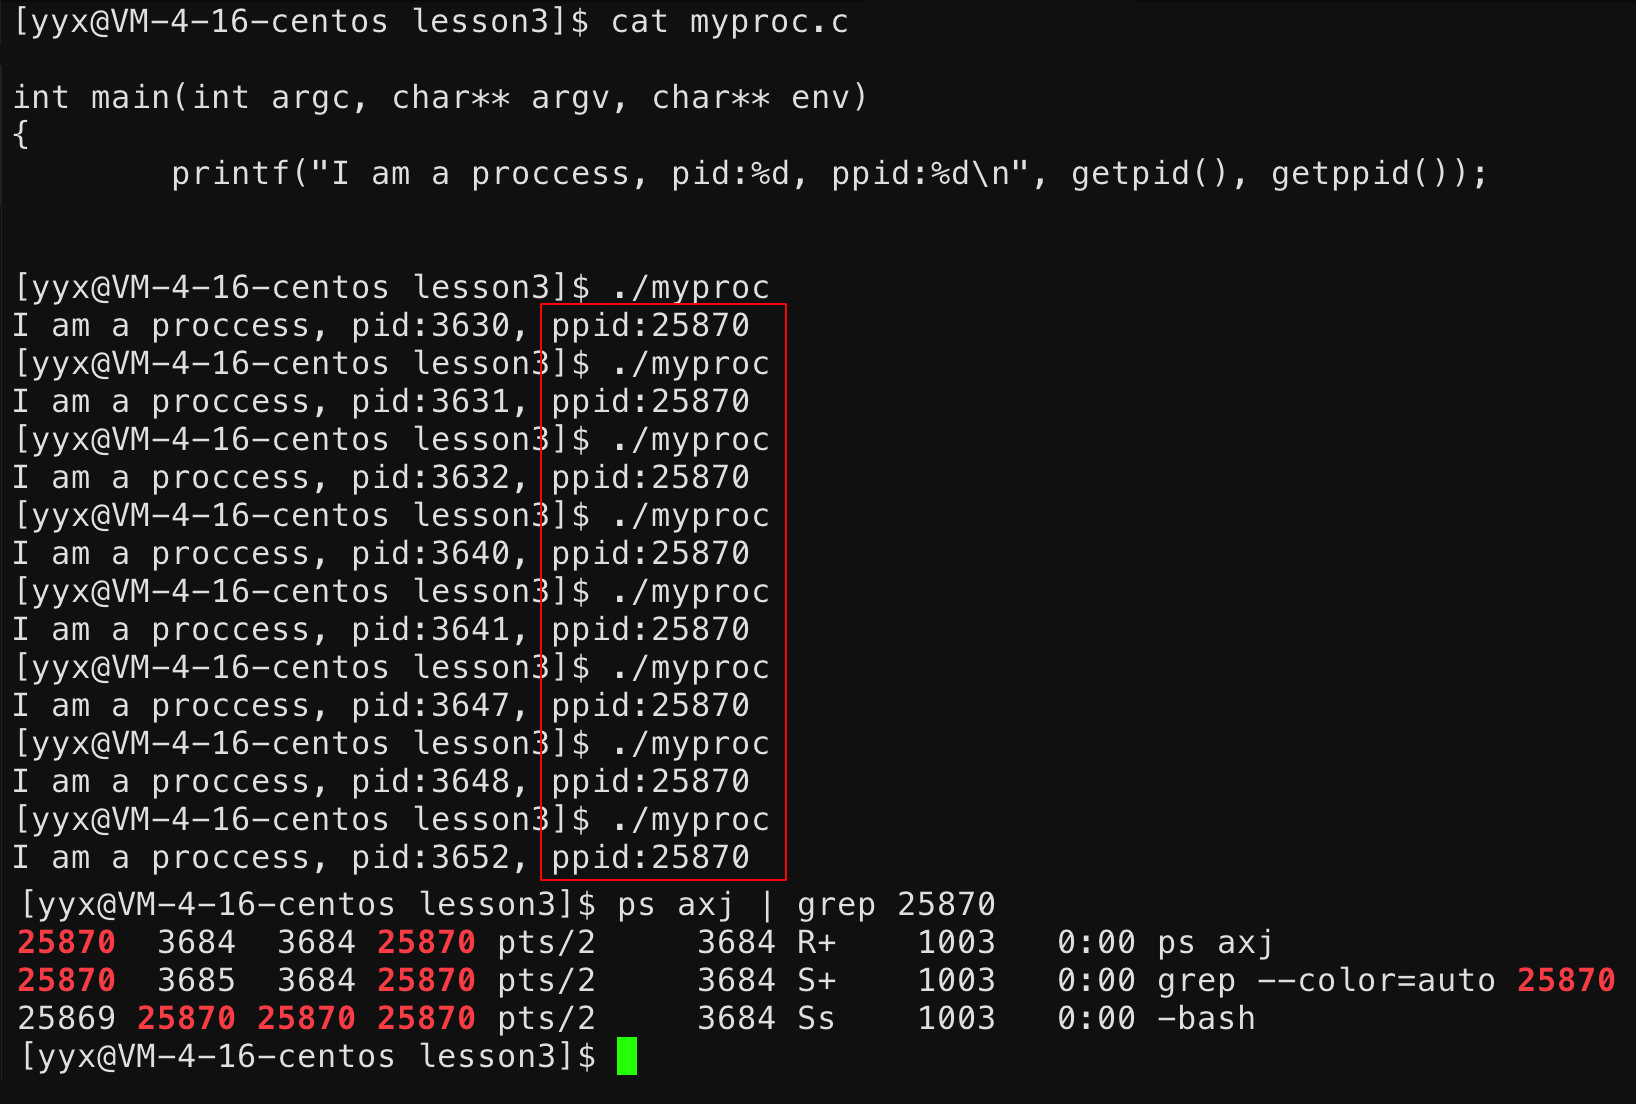 [yyx@VM-4-16-centos lesson3]$ cat myproc.c
int main(int argc, char** argv, char** env)
{
        printf("I am a proccess, pid:%d, ppid:%d\n", getpid(), getppid());
[yyx@VM-4-16-centos lesson3]$ ./myproc
I am a proccess, pid:3630, ppid:25870
[yyx@VM-4-16-centos lesson3]$ ./myproc
I am a proccess, pid:3631, ppid:25870
[yyx@VM-4-16-centos lesson3]$ ./myproc
I am a proccess, pid:3632, ppid:25870
[yyx@VM-4-16-centos lesson3]$ ./myproc
I am a proccess, pid:3640, ppid:25870
[yyx@VM-4-16-centos lesson3]$ ./myproc
I am a proccess, pid:3641, ppid:25870
[yyx@VM-4-16-centos lesson3]$ ./myproc
I am a proccess, pid:3647, ppid:25870
[yyx@VM-4-16-centos lesson3]$ ./myproc
I am a proccess, pid:3648, ppid:25870
[yyx@VM-4-16-centos lesson3]$ ./myproc
I am a proccess, pid:3652, ppid:25870
[yyx@VM-4-16-centos lesson3]$ ps axj | grep 25870
25870  3684  3684 25870 pts/2     3684 R+    1003   0:00 ps axj
25870  3685  3684 25870 pts/2     3684 S+    1003   0:00 grep --color=auto 25870
25869 25870 25870 25870 pts/2     3684 Ss    1003   0:00 -bash
[yyx@VM-4-16-centos lesson3]$